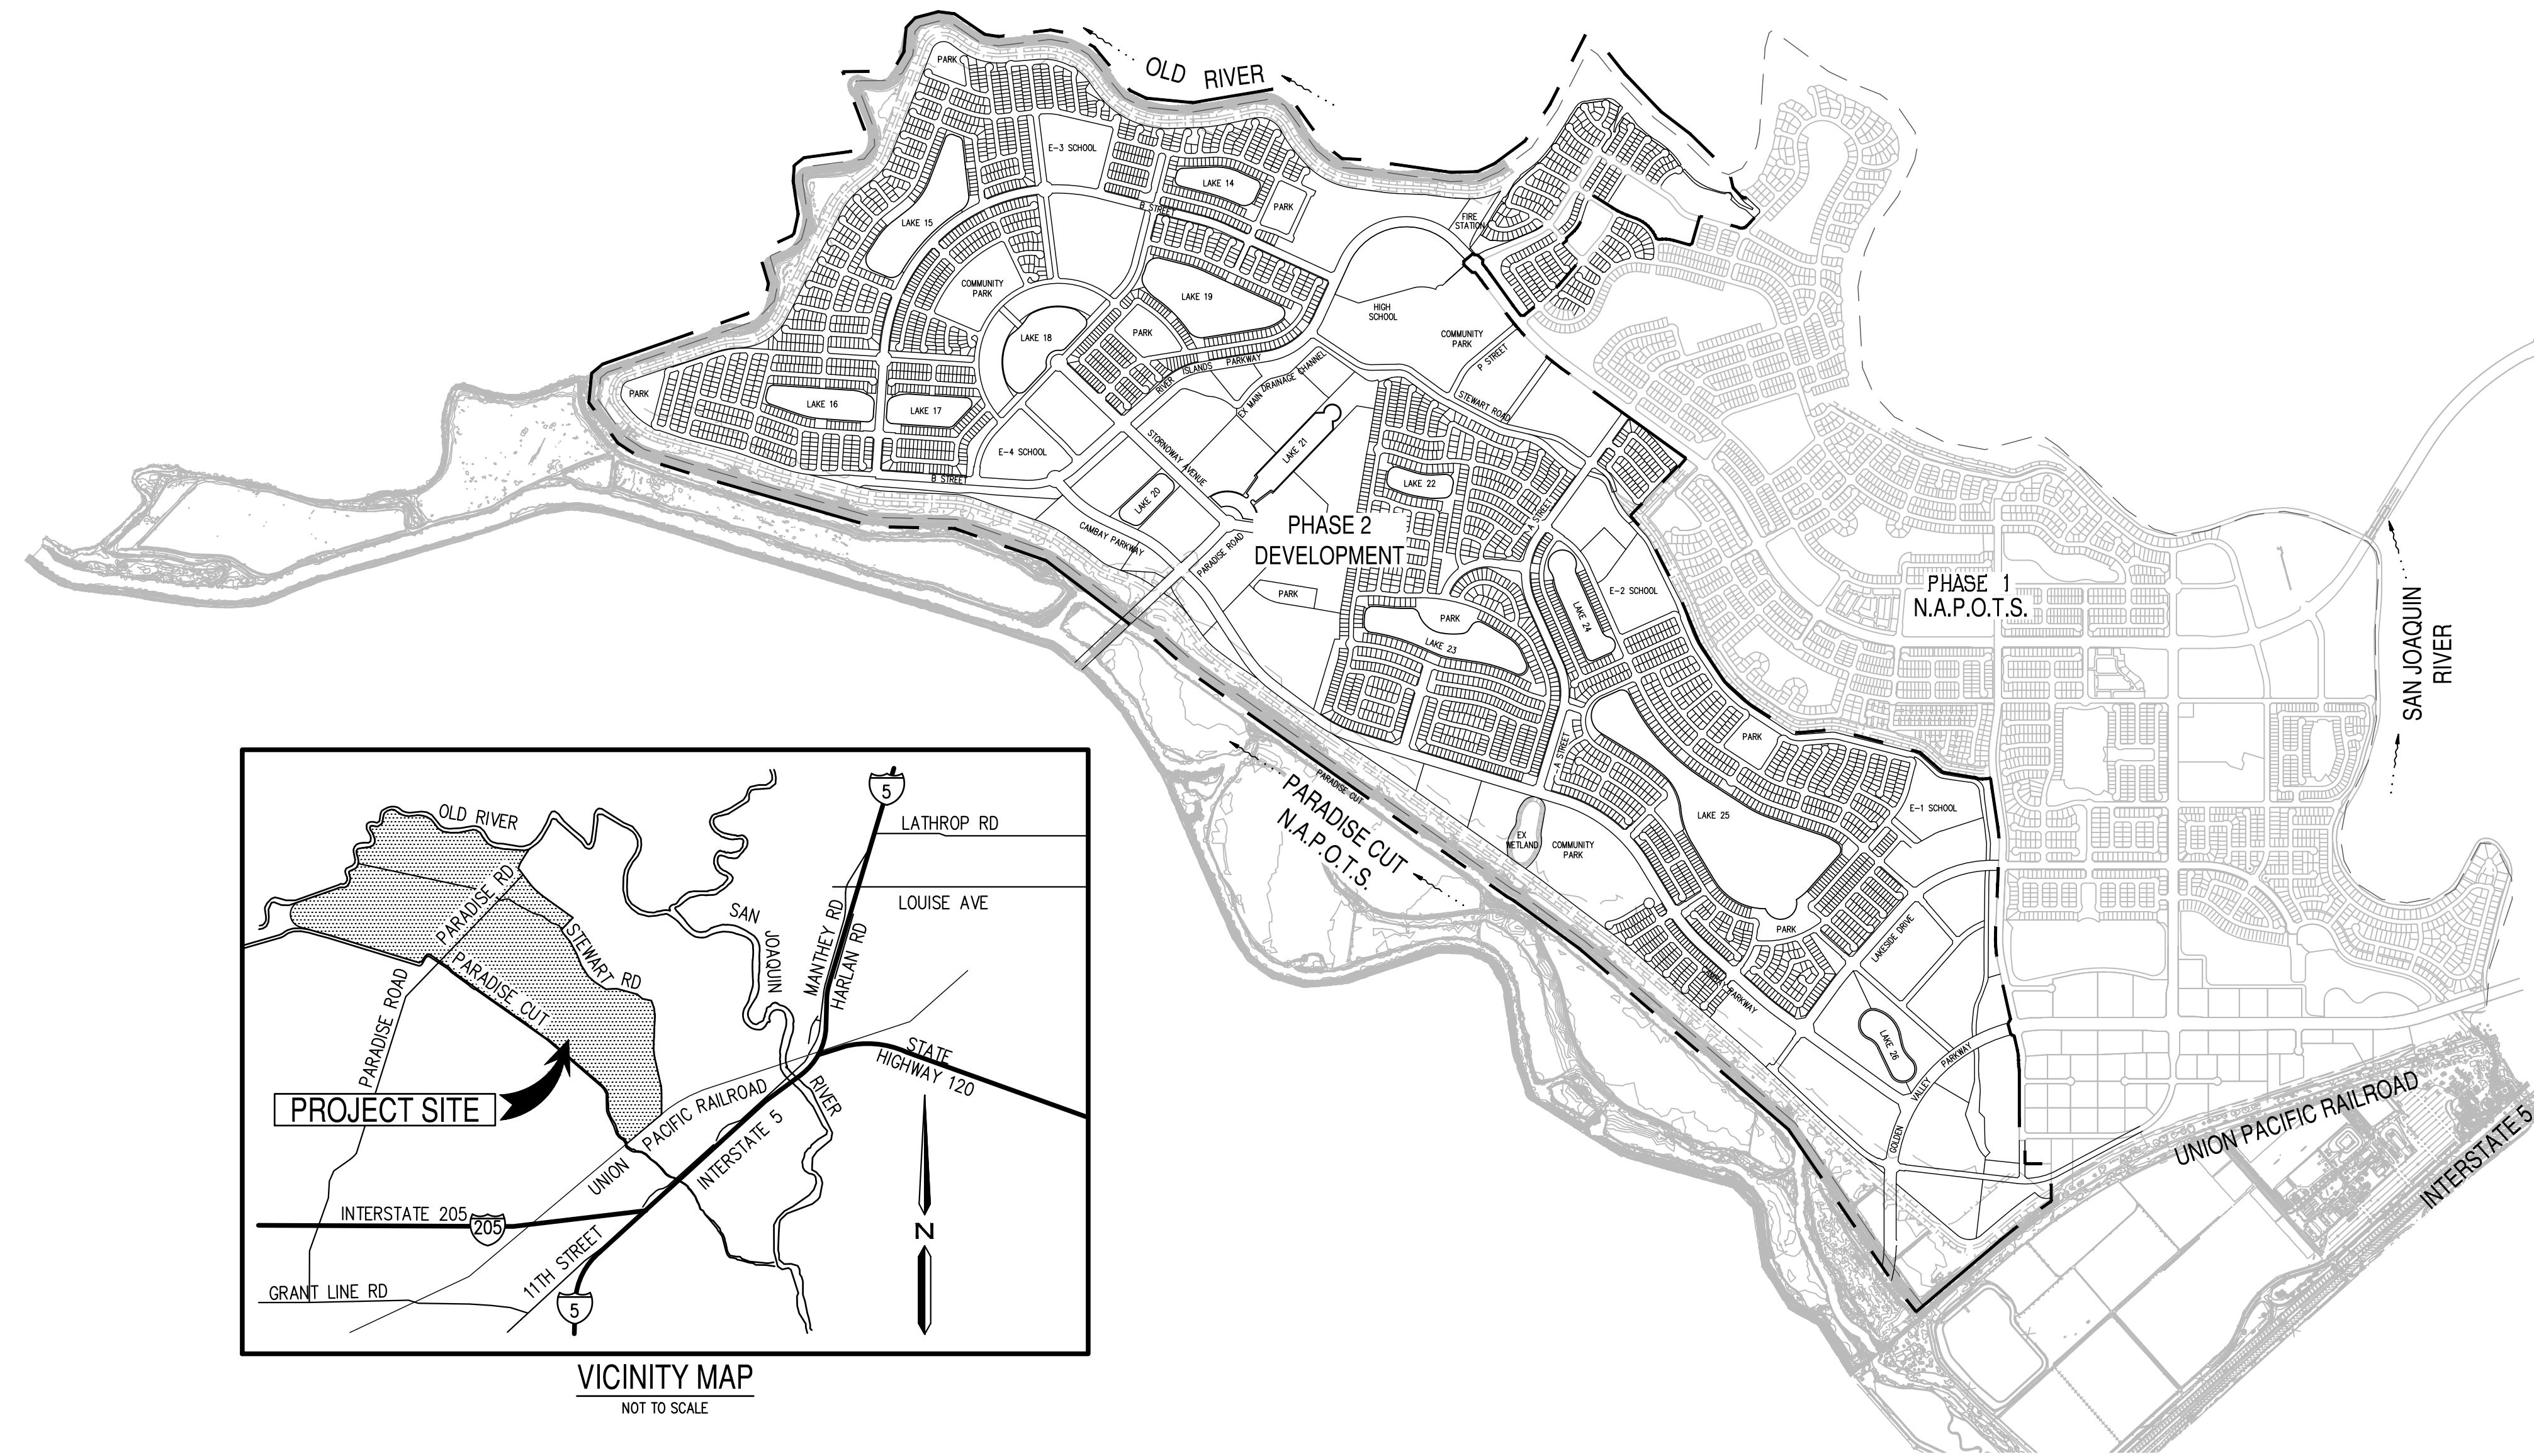 OLD RIVER
PARK
E-3 SCHOOL
LAKE 14
PARK
B STREET
LAKE 15
FIRE
STATION
COMMUNITY
PARK
LAKE 19
HIGH
SCHOOL
LAKE 18
PARK
COMMUNITY
PARK
P STREET
RIVER ISLANDS PARKWAY
EX MAIN DRAINAGE CHANNEL
STEWART ROAD
PARK
LAKE 16
LAKE 17
E-4 SCHOOL
B STREET
STORNOWAY AVENUE
LAKE 21
LAKE 20
LAKE 22
A STREET
CAMBAY PARKWAY
PARADISE ROAD
PHASE 2
DEVELOPMENT
PARK
PARK
LAKE 23
LAKE 24
E-2 SCHOOL
PHASE 1
N.A.P.O.T.S.
SAN JOAQUIN
RIVER
A STREET
PARK
LAKE 25
E-1 SCHOOL
PARADISE CUT
PARADISE CUT
N.A.P.O.T.S.
EX
WETLAND
COMMUNITY
PARK
PARK
LAKESIDE DRIVE
CAMBAY PARKWAY
LAKE 26
GOLDEN VALLEY PARKWAY
UNION PACIFIC RAILROAD
INTERSTATE 5
OLD RIVER
5
LATHROP RD
LOUISE AVE
MANTHEY RD
HARLAN RD
SAN JOAQUIN RIVER
PARADISE RD
STEWART RD
PARADISE CUT
PARADISE ROAD
PROJECT SITE
STATE
HIGHWAY 120
UNION PACIFIC RAILROAD
INTERSTATE 5
INTERSTATE 205
205
11TH STREET
GRANT LINE RD
5
N
VICINITY MAP
NOT TO SCALE